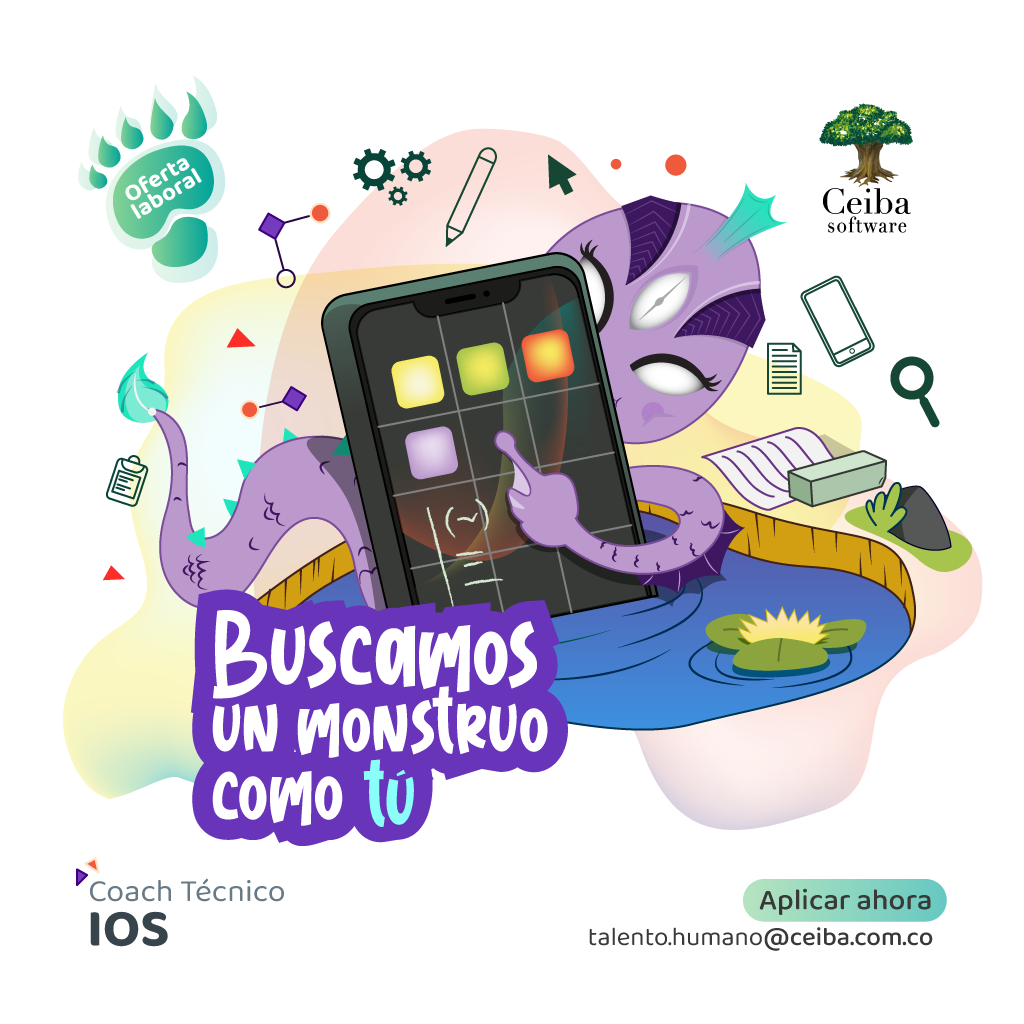 Oferta
laboral
Ceiba
software
Buscamos
un monstruo
como tú
Coach Técnico
IOS
Aplicar ahora
talento.humano@ceiba.com.co